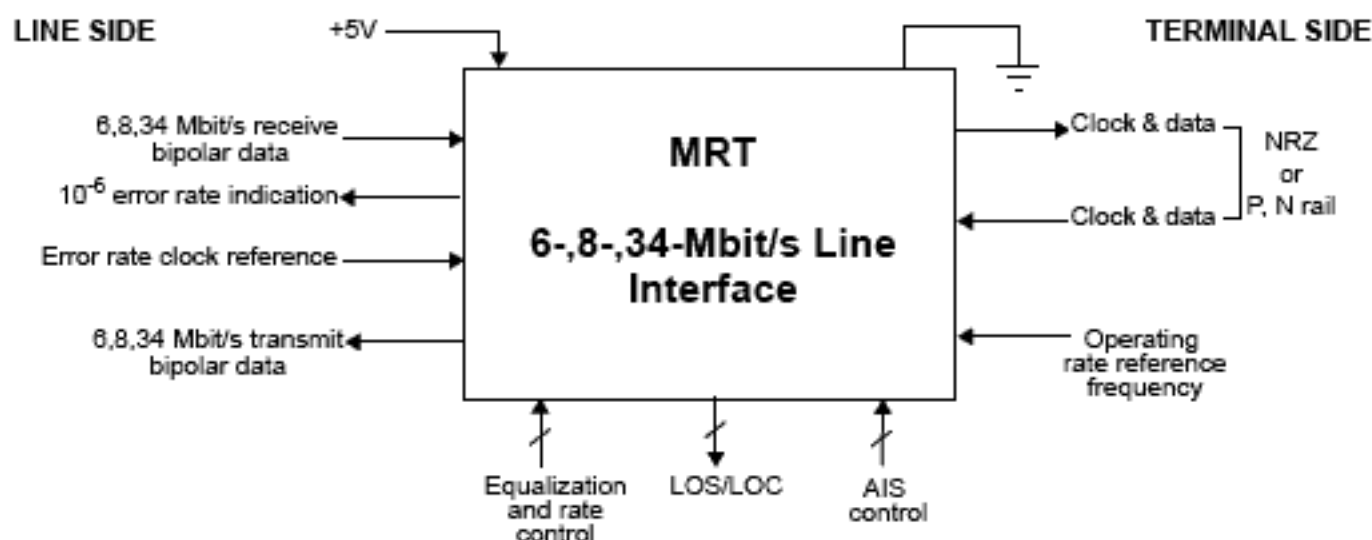 LINE SIDE
+5V
TERMINAL SIDE
6,8,34 Mbit/s receive
bipolar data
10-6 error rate indication
Error rate clock reference
6,8,34 Mbit/s transmit
bipolar data
MRT
6-,8-,34-Mbit/s Line
Interface
Clock & data
Clock & data
NRZ
or
P, N rail
Operating
rate reference
frequency
Equalization
and rate
control
LOS/LOC
AIS
control